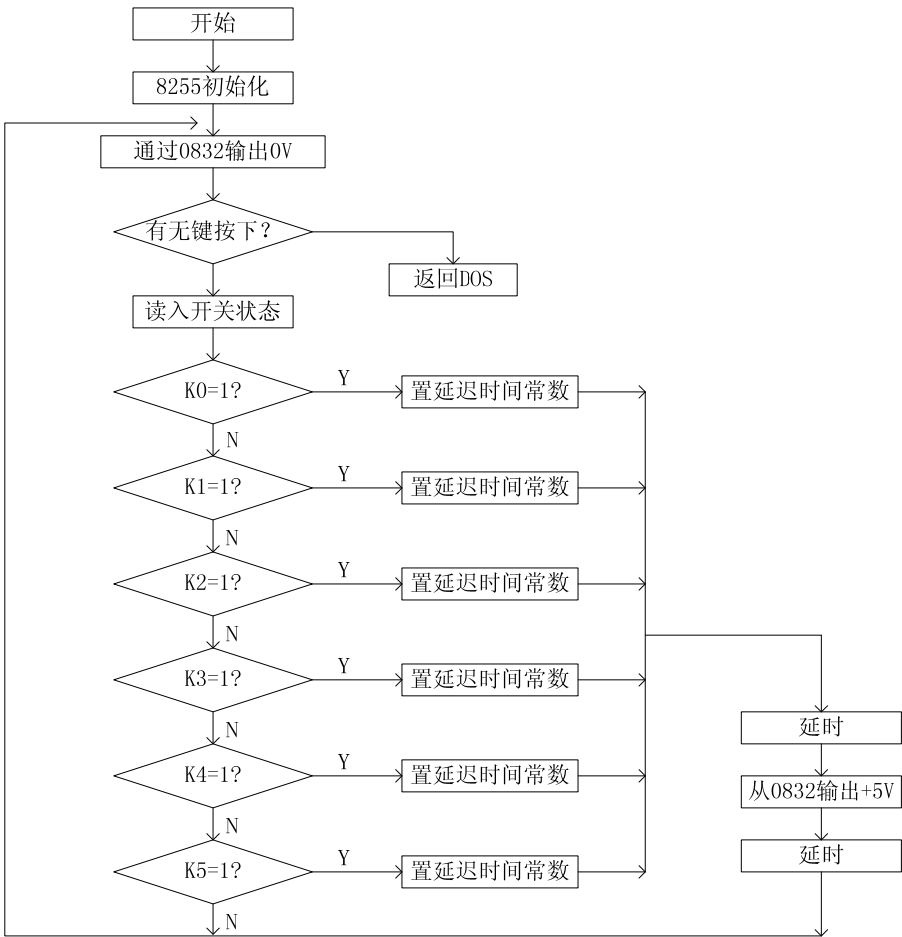 开始
8255初始化
通过0832输出0V
有无键按下?
返回DOS
读入开关状态
K0=1?
Y
置延迟时间常数
N
K1=1?
Y
置延迟时间常数
N
K2=1?
Y
置延迟时间常数
N
K3=1?
Y
置延迟时间常数
N
延时
K4=1?
Y
置延迟时间常数
从0832输出+5V
N
延时
K5=1?
Y
置延迟时间常数
N